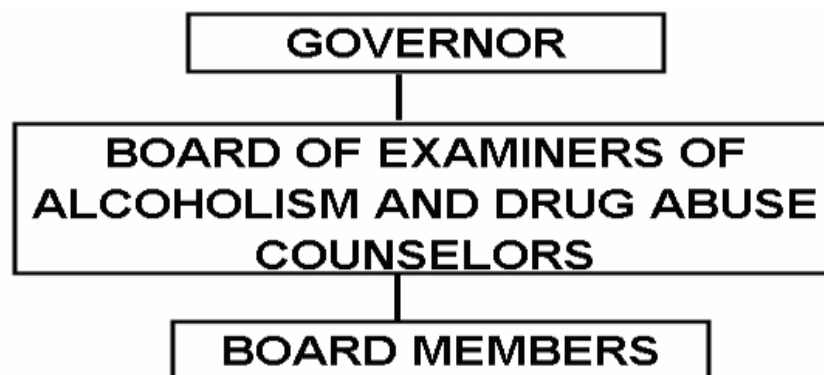 GOVERNOR
BOARD OF EXAMINERS OF
ALCOHOLISM AND DRUG ABUSE
COUNSELORS
BOARD MEMBERS